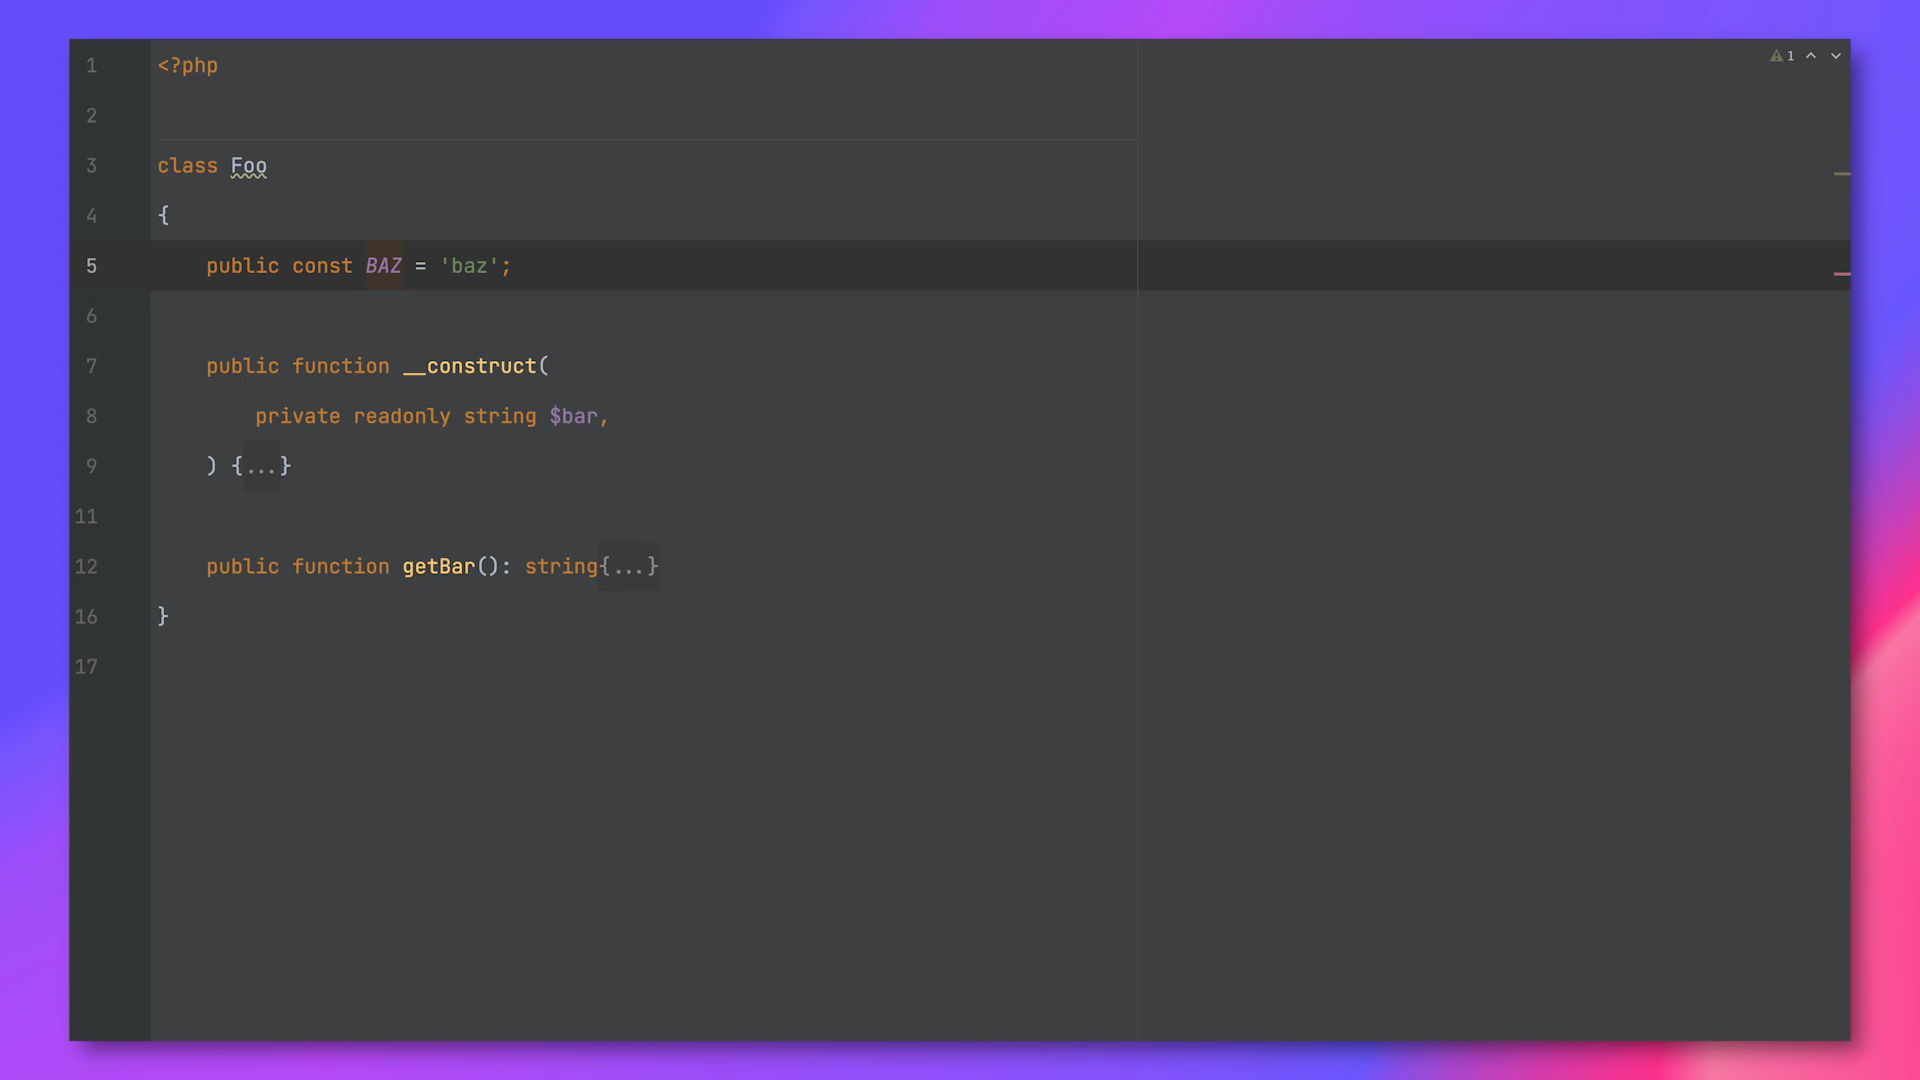 1 <?php
2
3 class Foo
4 {
5     public const BAZ = 'baz';
6
7     public function __construct(
8         private readonly string $bar,
9     ) {...}
11
12     public function getBar(): string{...}
16 }
17
1